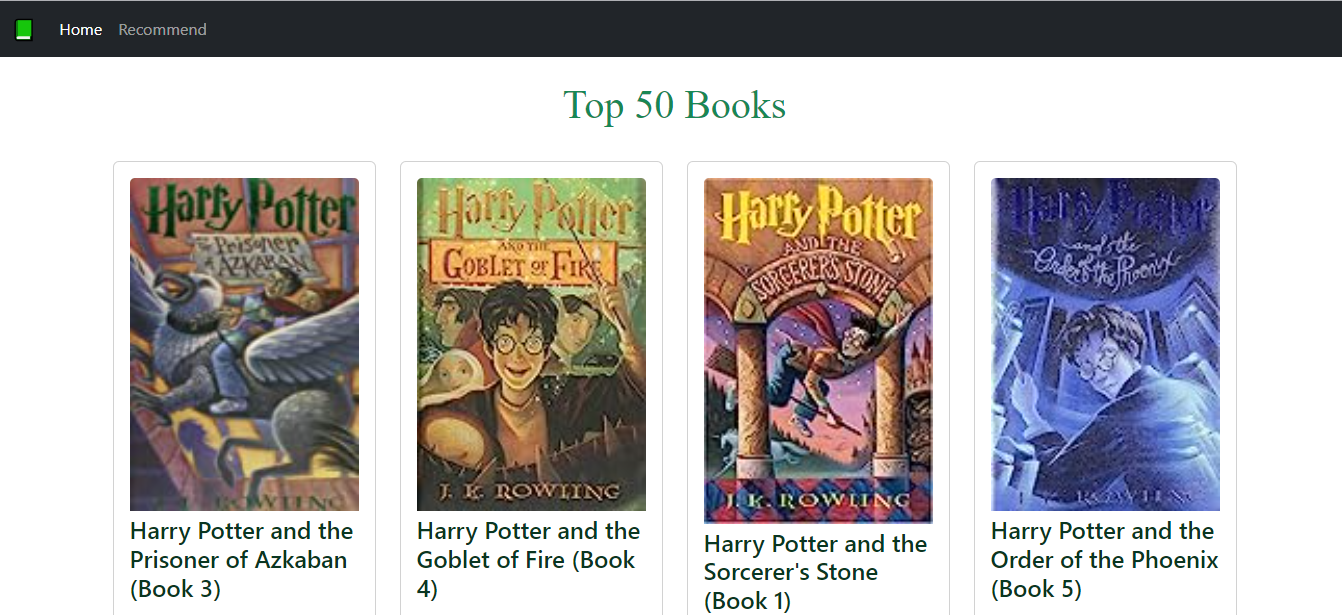 Home Recommend
Top 50 Books
Harry Potter
and the Prisoner
of AZKABAN
J. K. ROWLING
Harry Potter and the
Prisoner of Azkaban
(Book 3)
Harry Potter
AND THE
GOBLET OF FIRE
J. K. ROWLING
Harry Potter and the
Goblet of Fire (Book
4)
Harry Potter
AND THE
SORCERER'S STONE
J. K. ROWLING
Harry Potter and the
Sorcerer's Stone
(Book 1)
Harry Potter
and the
Order of the Phoenix
J. K. ROWLING
Harry Potter and the
Order of the Phoenix
(Book 5)